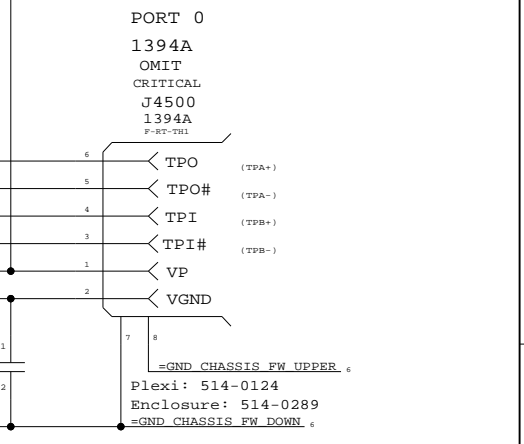 PORT 0
1394A
OMIT
CRITICAL
J4500
1394A
F-RT-TH1
6 TPO (TPA+)
5 TPO# (TPA-)
4 TPI (TPB+)
3 TPI# (TPB-)
1 VP
2 VGND
7 8
1
=GND_CHASSIS_FW_UPPER 6
2 Plexi: 514-0124
Enclosure: 514-0289
=GND_CHASSIS_FW_DOWN 6